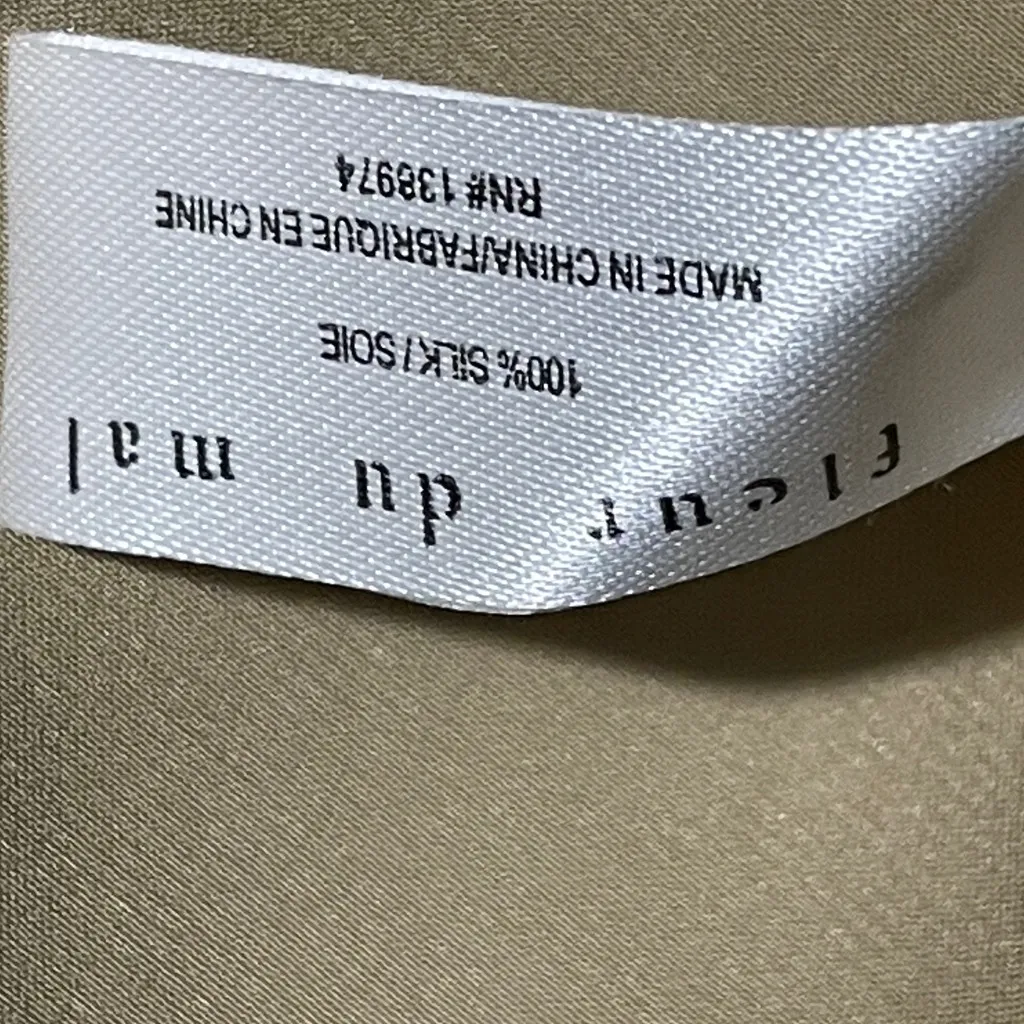 fleur du mal
100% SILK / SOIE
MADE IN CHINA/FABRIQUE EN CHINE
RN# 138974